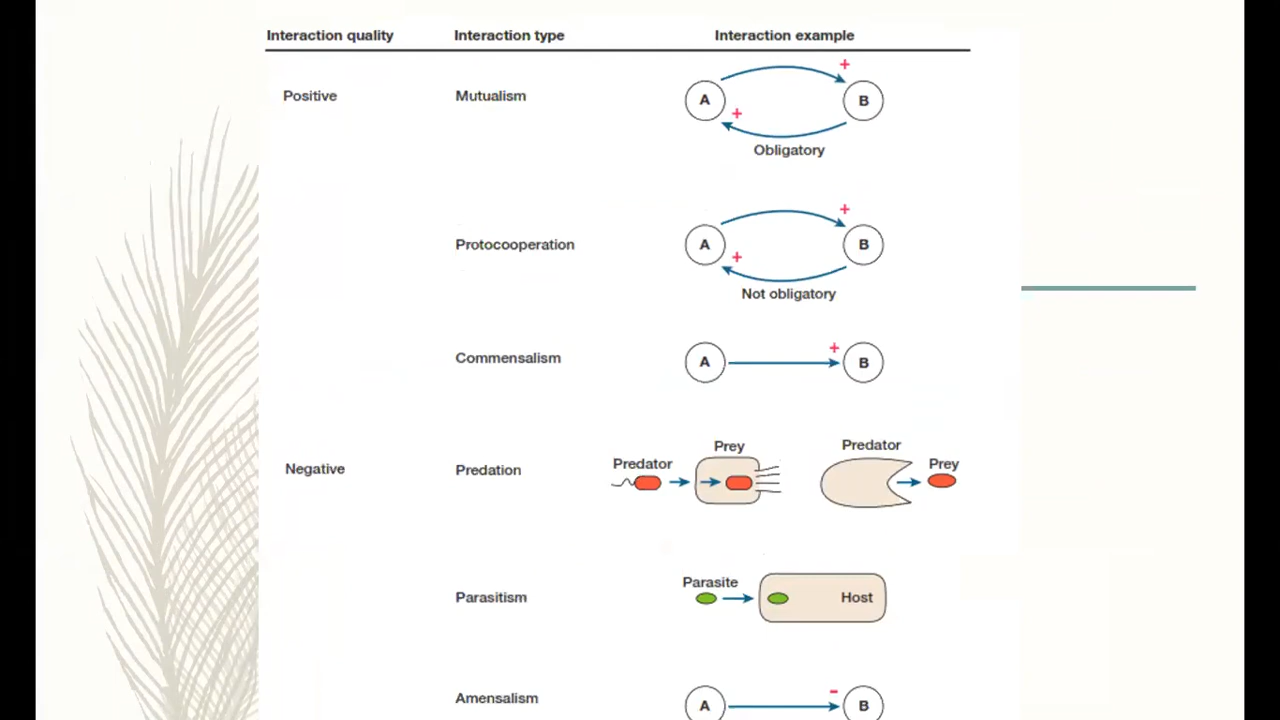 Interaction quality Interaction type Interaction example
Positive Mutualism A + B +
Obligatory
Protocooperation A + B +
Not obligatory
Commensalism A + B
Negative Predation Predator Prey Predator Prey
Parasitism Parasite Host
Amensalism A - B